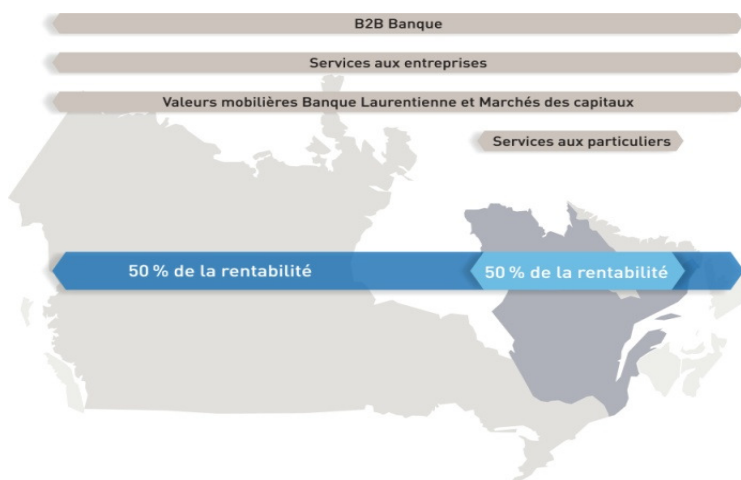 B2B Banque
Services aux entreprises
Valeurs mobilières Banque Laurentienne et Marchés des capitaux
Services aux particuliers
50 % de la rentabilité
50 % de la rentabilité